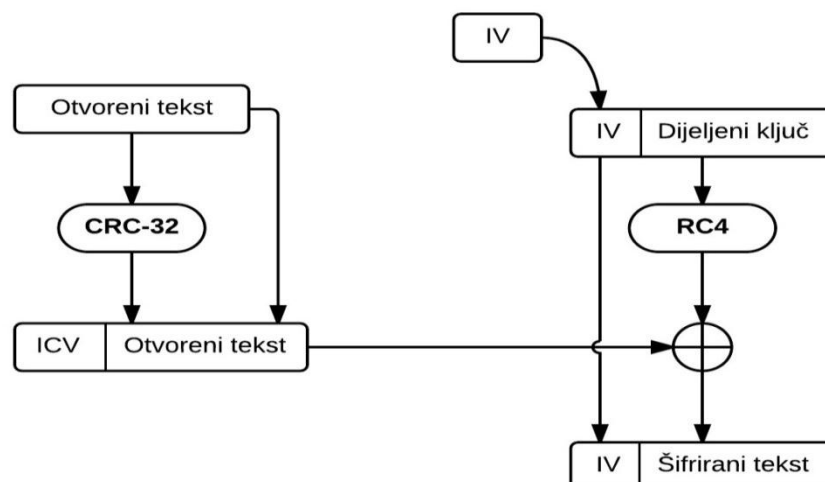 IV
Otvoreni tekst
IV Dijeljeni ključ
CRC-32
RC4
ICV Otvoreni tekst
IV Šifrirani tekst